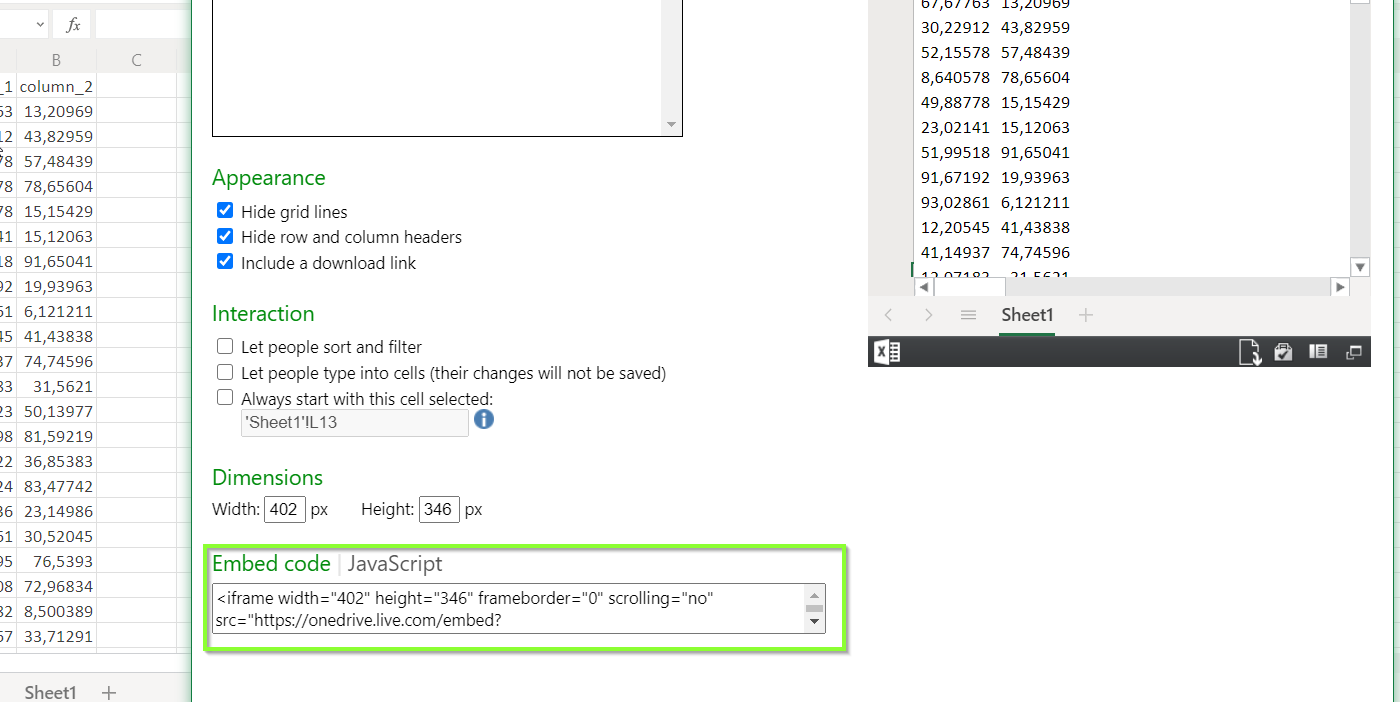 fx
B C
_1 column_2
63 13,20969
12 43,82959
78 57,48439
78 78,65604
78 15,15429
41 15,12063
18 91,65041
92 19,93963
61 6,121211
45 41,43838
37 74,74596
83 31,5621
23 50,13977
98 81,59219
22 36,85383
24 83,47742
36 23,14986
51 30,52045
95 76,5393
08 72,96834
82 8,500389
57 33,71291
Sheet1 +
Appearance
Hide grid lines
Hide row and column headers
Include a download link
Interaction
Let people sort and filter
Let people type into cells (their changes will not be saved)
Always start with this cell selected:
'Sheet1'!L13
Dimensions
Width: 402 px Height: 346 px
Embed code | JavaScript
<iframe width="402" height="346" frameborder="0" scrolling="no"
src="https://onedrive.live.com/embed?
67,67763 13,20969
30,22912 43,82959
52,15578 57,48439
8,640578 78,65604
49,88778 15,15429
23,02141 15,12063
51,99518 91,65041
91,67192 19,93963
93,02861 6,121211
12,20545 41,43838
41,14937 74,74596
12,07183 31,5621
Sheet1 +